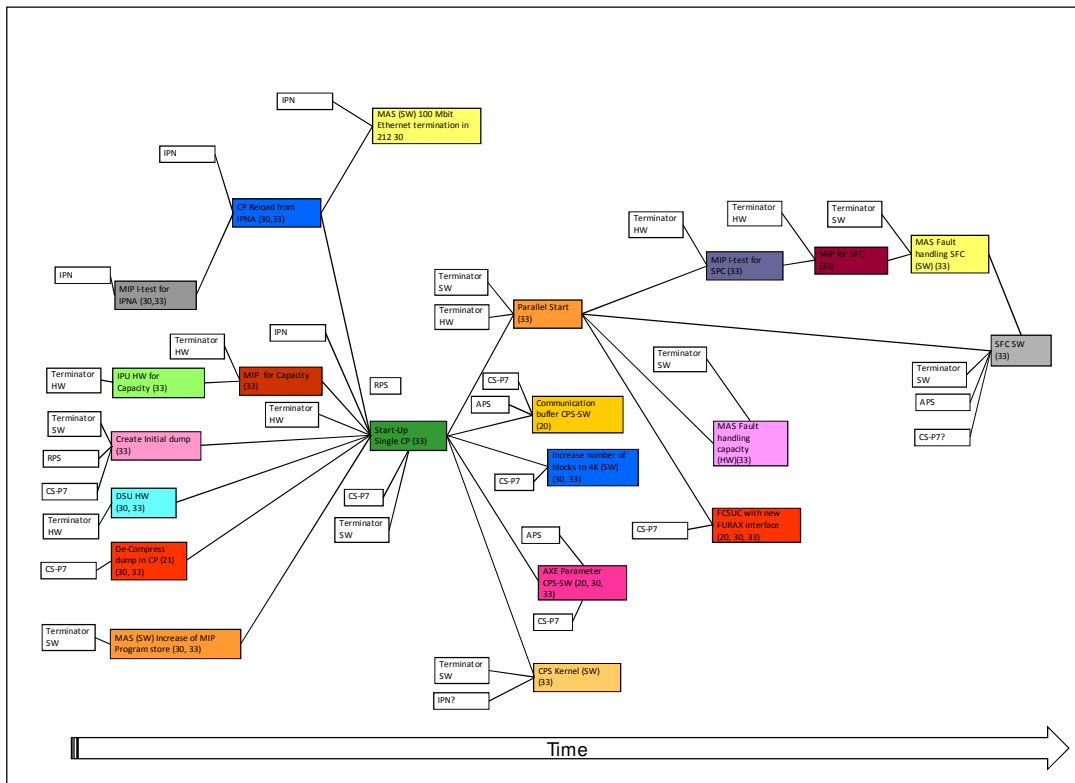 IPN
MAS (SW) 100 Mbit
Ethernet termination in
212 30
IPN
CP Reload from
IPNA (30,33)
IPN
MIP I-test for
IPNA (30,33)
Terminator
HW
Terminator
HW
Terminator
SW
MIP I-test for
SPC (33)
MIP for SFC
(33)
MAS Fault
handling SFC
(SW) (33)
Terminator
SW
Terminator
HW
Parallel Start
(33)
IPN
Terminator
HW
Terminator
HW
IPU HW for
Capacity (33)
MIP  for Capacity
(33)
RPS
Terminator
HW
Terminator
SW
RPS
CS-P7
Create Initial dump
(33)
Start-Up
Single CP (33)
CS-P7
APS
Communication
buffer CPS-SW
(20)
Terminator
SW
SFC SW
(33)
Terminator
SW
APS
CS-P7?
MAS Fault
handling
capacity
(HW)(33)
Increase number of
blocks to 4K (SW)
(30, 33)
CS-P7
CS-P7
Terminator
SW
DSU HW
(30, 33)
Terminator
HW
De-Compress
dump in CP (21)
(30, 33)
CS-P7
FCSUC with new
FURAX interface
(20, 30, 33)
CS-P7
APS
AXE Parameter
CPS-SW (20, 30,
33)
CS-P7
Terminator
SW
MAS (SW) Increase of MIP
Program store (30, 33)
Terminator
SW
IPN?
CPS Kernel (SW)
(33)
Time